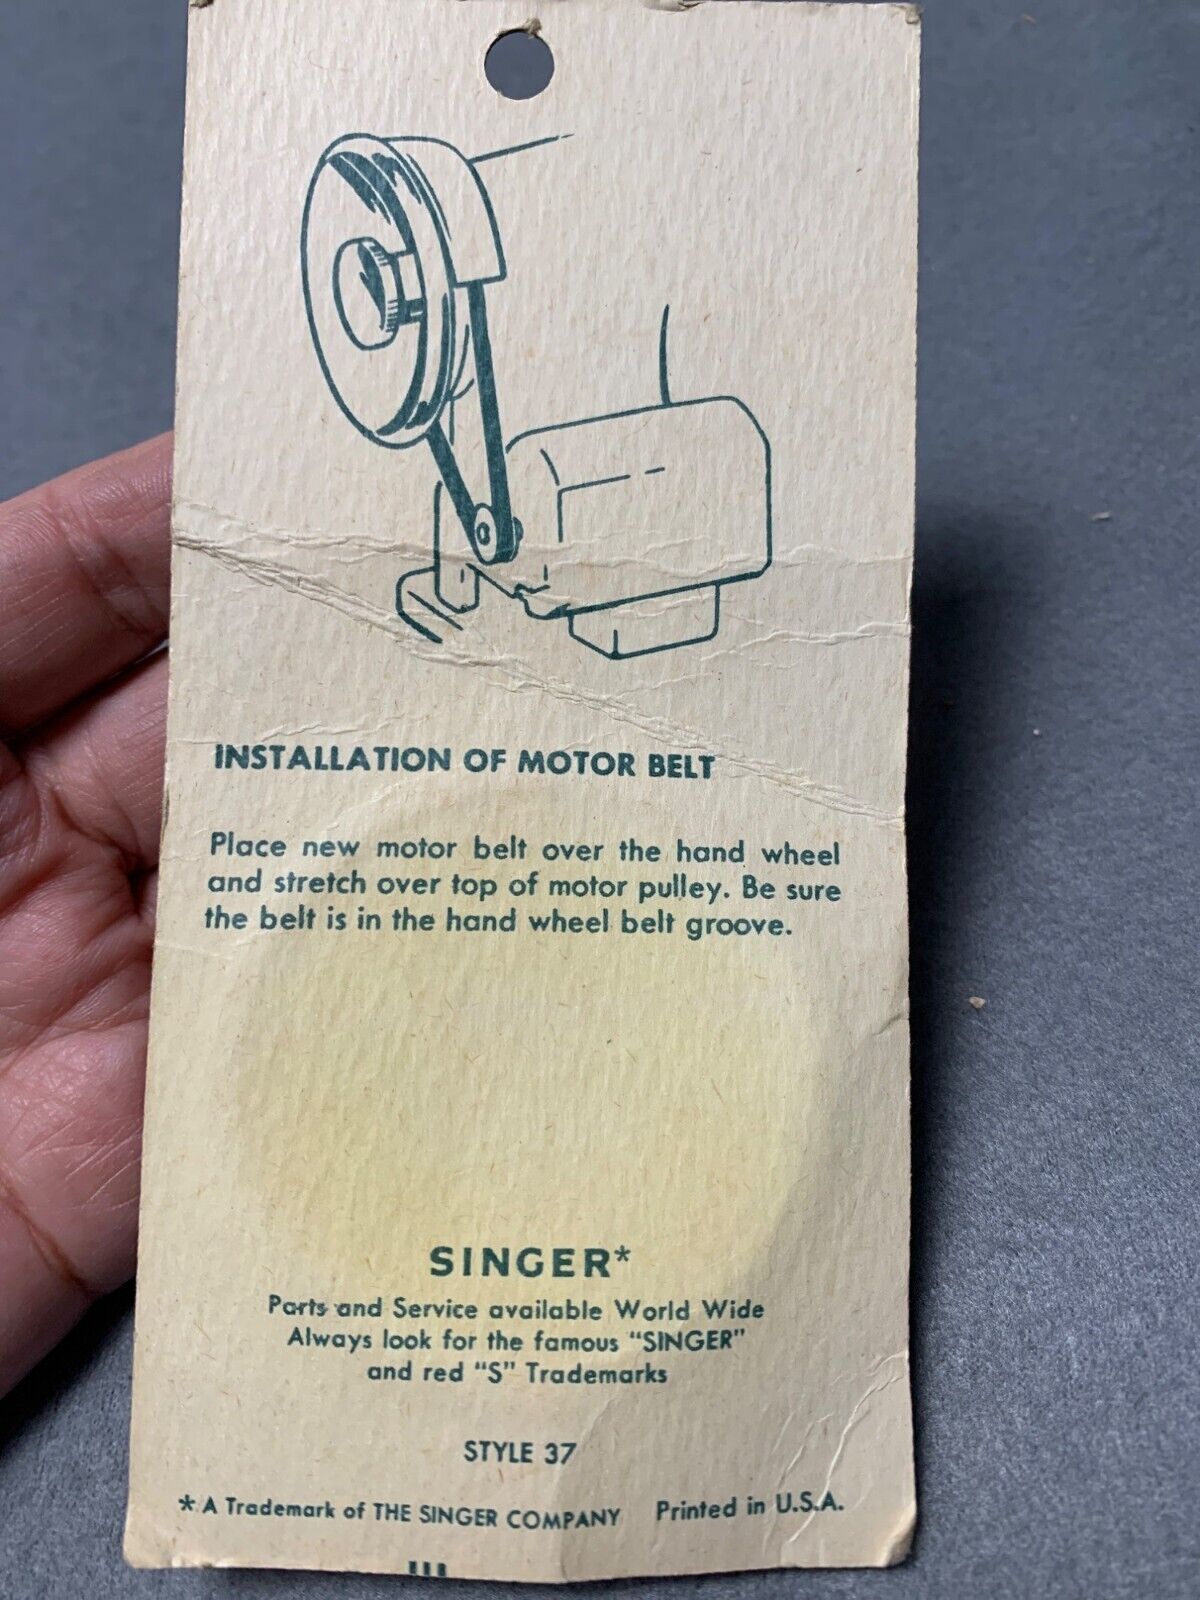 INSTALLATION OF MOTOR BELT
Place new motor belt over the hand wheel
and stretch over top of motor pulley. Be sure
the belt is in the hand wheel belt groove.
SINGER*
Parts and Service available World Wide
Always look for the famous "SINGER"
and red "S" Trademarks
STYLE 37
* A Trademark of THE SINGER COMPANY Printed in U.S.A.